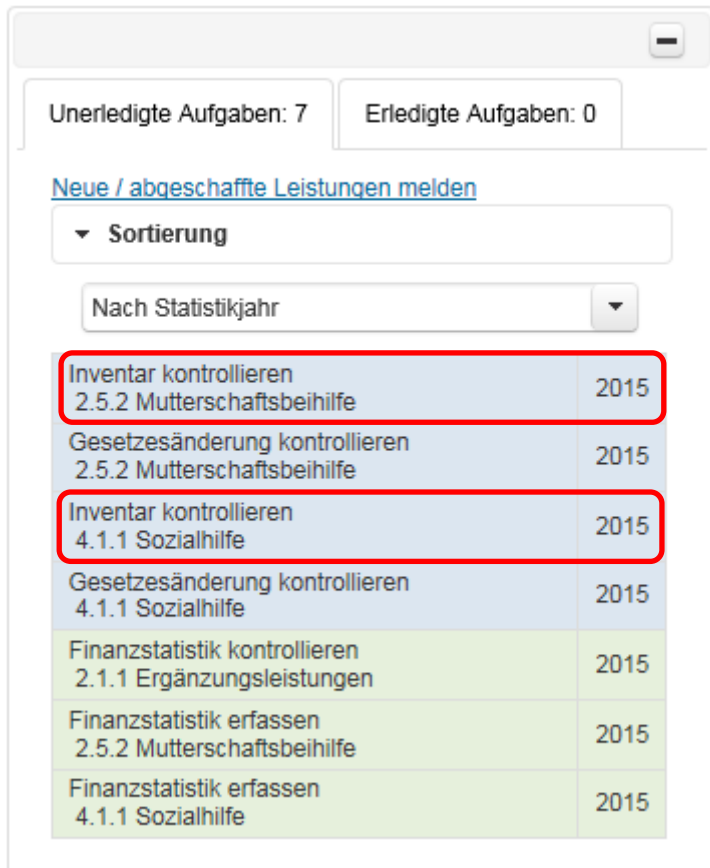 Unerledigte Aufgaben: 7
Erledigte Aufgaben: 0
Neue / abgeschaffte Leistungen melden
Sortierung
Nach Statistikjahr
Inventar kontrollieren
2.5.2 Mutterschaftsbeihilfe
2015
Gesetzesänderung kontrollieren
2.5.2 Mutterschaftsbeihilfe
2015
Inventar kontrollieren
4.1.1 Sozialhilfe
2015
Gesetzesänderung kontrollieren
4.1.1 Sozialhilfe
2015
Finanzstatistik kontrollieren
2.1.1 Ergänzungsleistungen
2015
Finanzstatistik erfassen
2.5.2 Mutterschaftsbeihilfe
2015
Finanzstatistik erfassen
4.1.1 Sozialhilfe
2015